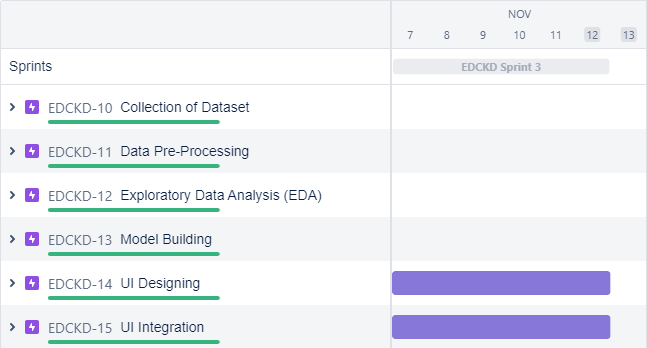 NOV
7 8 9 10 11 12 13
Sprints EDCKD Sprint 3
EDCKD-10 Collection of Dataset
EDCKD-11 Data Pre-Processing
EDCKD-12 Exploratory Data Analysis (EDA)
EDCKD-13 Model Building
EDCKD-14 UI Designing
EDCKD-15 UI Integration